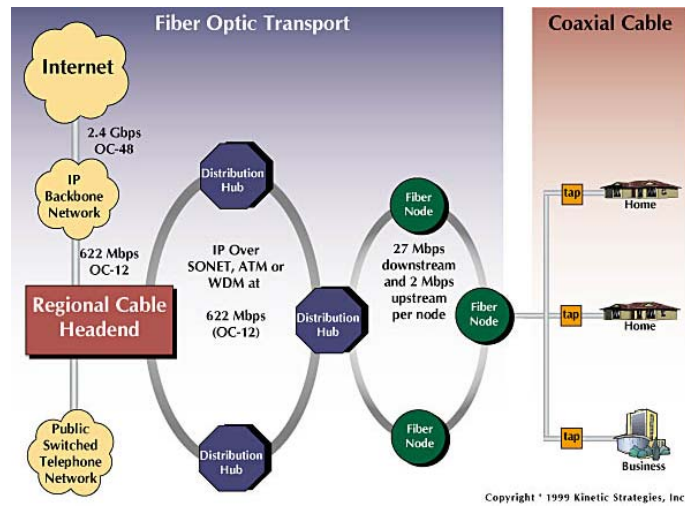 Fiber Optic Transport
Coaxial Cable
Internet
2.4 Gbps
OC-48
IP
Backbone
Network
622 Mbps
OC-12
Regional Cable
Headend
Public
Switched
Telephone
Network
Distribution
Hub
IP Over
SONET, ATM or
WDM at
622 Mbps
(OC-12)
Distribution
Hub
Distribution
Hub
Fiber
Node
27 Mbps
downstream
and 2 Mbps
upstream
per node
Fiber
Node
Fiber
Node
tap
Home
tap
Home
tap
Business
Copyright ' 1999 Kinetic Strategies, Inc